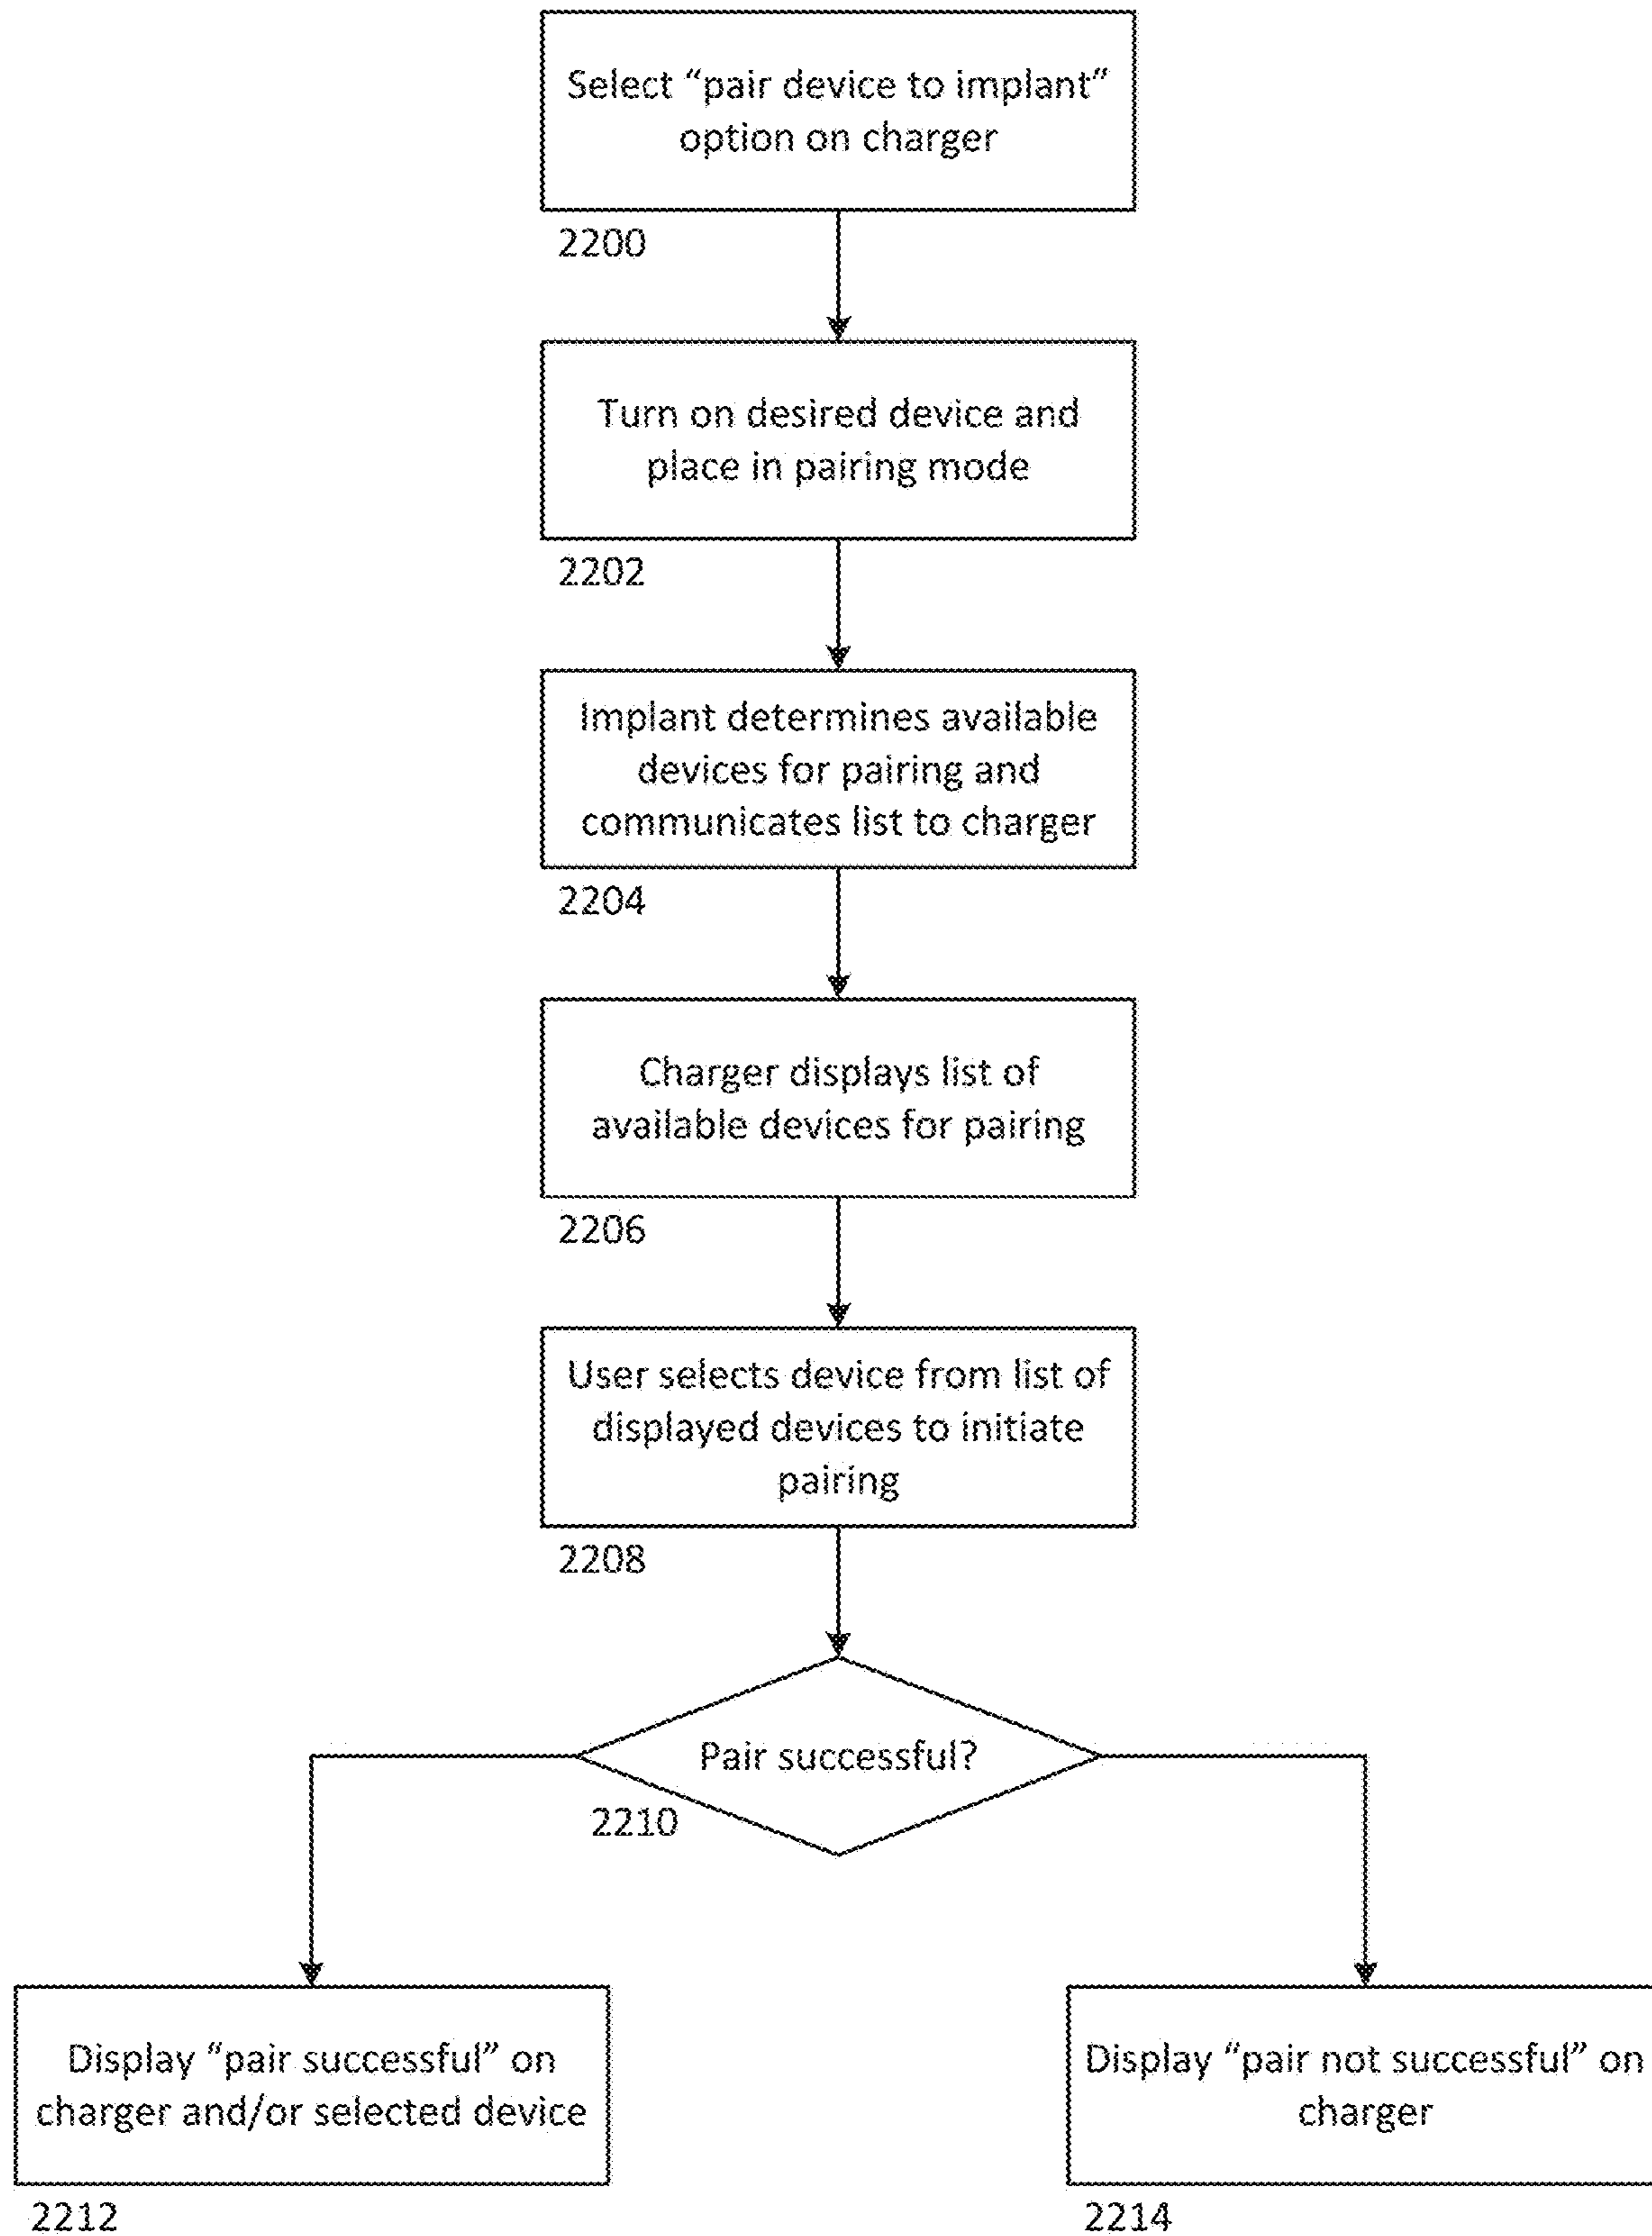 Select “pair device to implant”
option on charger
2200
Turn on desired device and
place in pairing mode
2202
Implant determines available
devices for pairing and
communicates list to charger
2204
Charger displays list of
available devices for pairing
2206
User selects device from list of
displayed devices to initiate
pairing
2208
Pair successful?
2210
Display “pair successful” on
charger and/or selected device
2212
Display “pair not successful” on
charger
2214